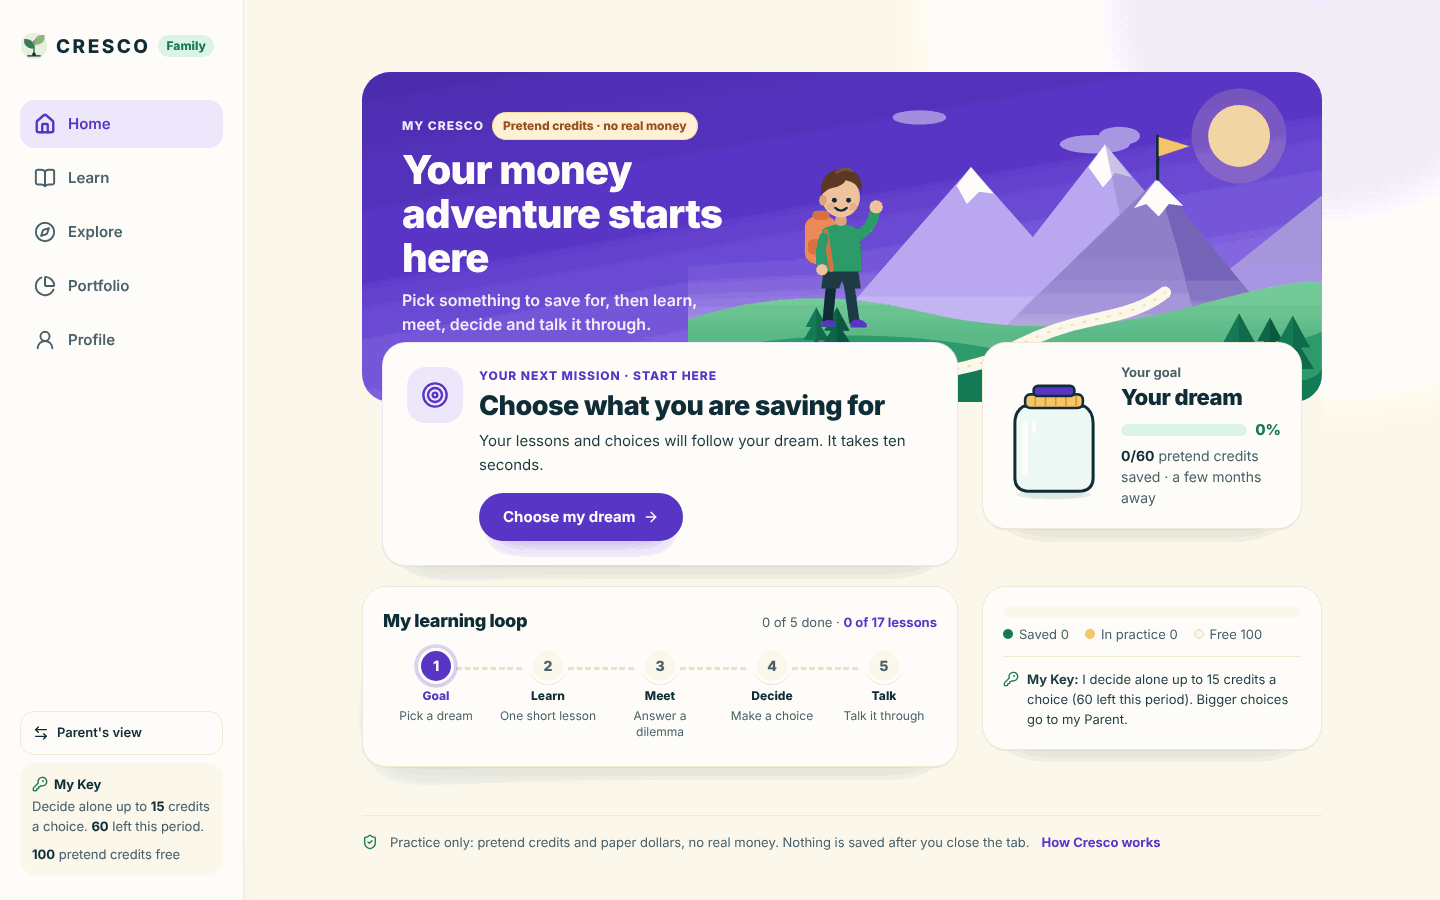 CRESCO Family
Home
Learn
Explore
Portfolio
Profile
Parent's view
My Key
Decide alone up to 15 credits
a choice. 60 left this period.
100 pretend credits free
MY CRESCO Pretend credits · no real money
Your money
adventure starts
here
Pick something to save for, then learn,
meet, decide and talk it through.
YOUR NEXT MISSION · START HERE
Choose what you are saving for
Your lessons and choices will follow your dream. It takes ten
seconds.
Choose my dream →
Your goal
Your dream
0%
0/60 pretend credits
saved · a few months
away
My learning loop
0 of 5 done · 0 of 17 lessons
1 2 3 4 5
Goal Learn Meet Decide Talk
Pick a dream One short lesson Answer a Make a choice Talk it through
dilemma
Saved 0 In practice 0 Free 100
My Key: I decide alone up to 15 credits a
choice (60 left this period). Bigger choices
go to my Parent.
Practice only: pretend credits and paper dollars, no real money. Nothing is saved after you close the tab. How Cresco works